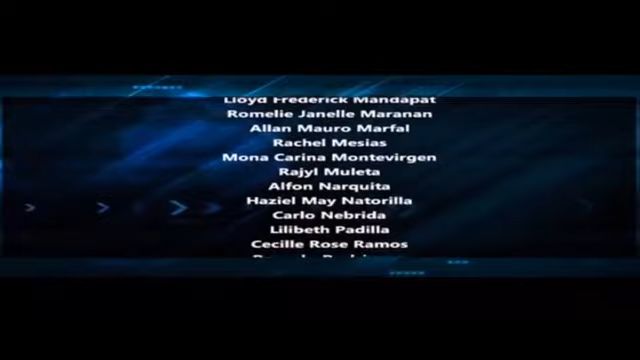 Lloyd Frederick Mandapat
Romelie Janelle Maranan
Allan Mauro Marfal
Rachel Mesias
Mona Carina Montevirgen
Rajyl Muleta
Alfon Narquita
Haziel May Natorilla
Carlo Nebrida
Lilibeth Padilla
Cecille Rose Ramos